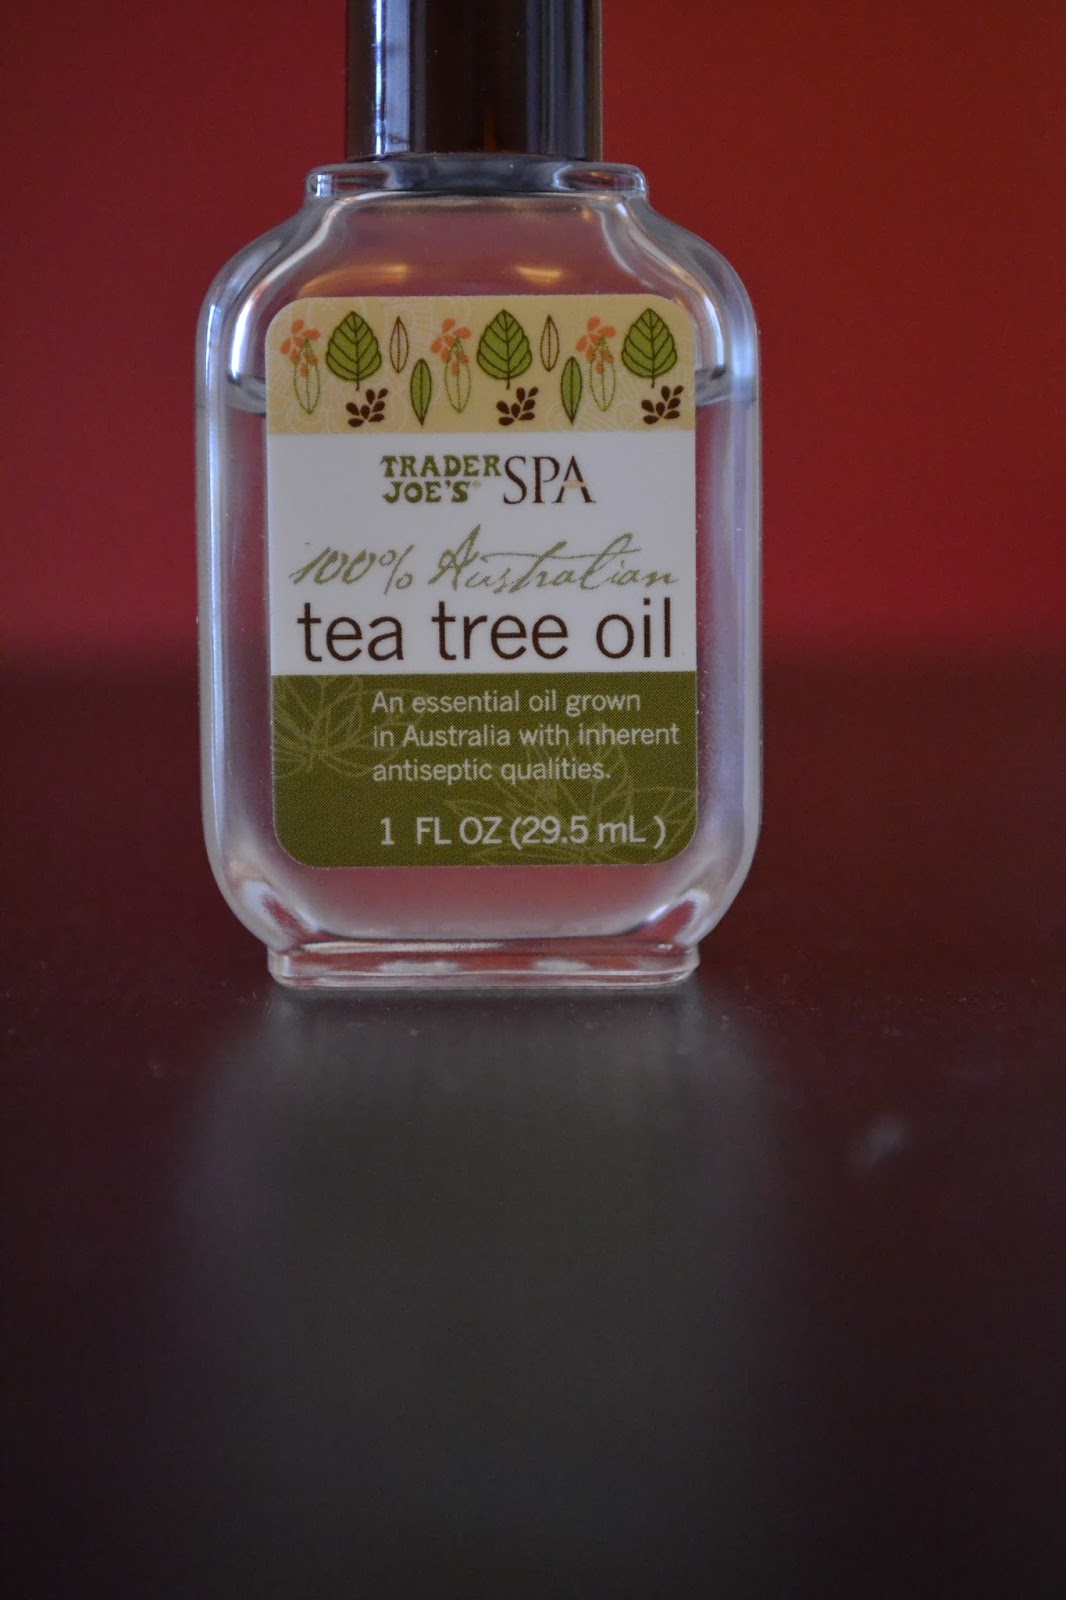 TRADER JOE'S® SPA
100% Australian
tea tree oil
An essential oil grown
in Australia with inherent
antiseptic qualities.
1 FL OZ (29.5 mL)